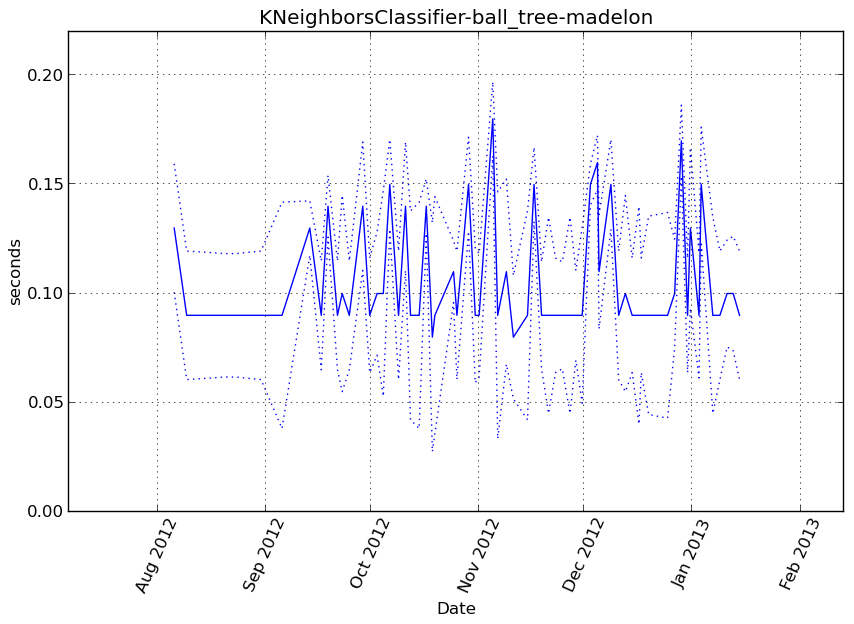 KNeighborsClassifier-ball_tree-madelon
0.20
0.15
0.10
0.05
0.00
seconds
Aug 2012
Sep 2012
Oct 2012
Nov 2012
Dec 2012
Jan 2013
Feb 2013
Date